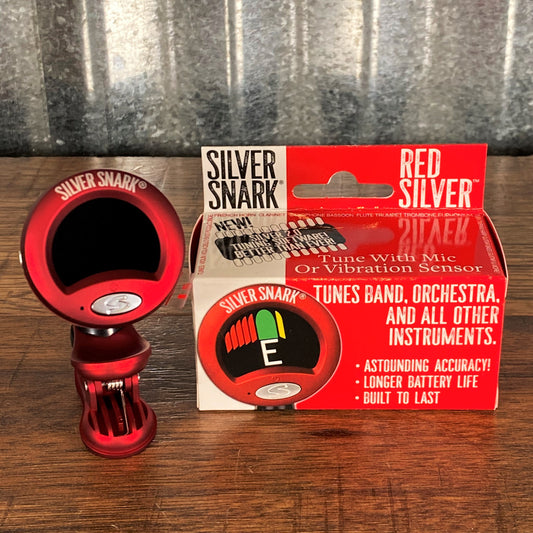 SILVER SNARK®
SILVER
SNARK®
RED
SILVER™
NEW!
Tune With Mic
Or Vibration Sensor
TUNES BAND, ORCHESTRA,
AND ALL OTHER
INSTRUMENTS.
SILVER SNARK®
E
• ASTOUNDING ACCURACY!
• LONGER BATTERY LIFE
• BUILT TO LAST